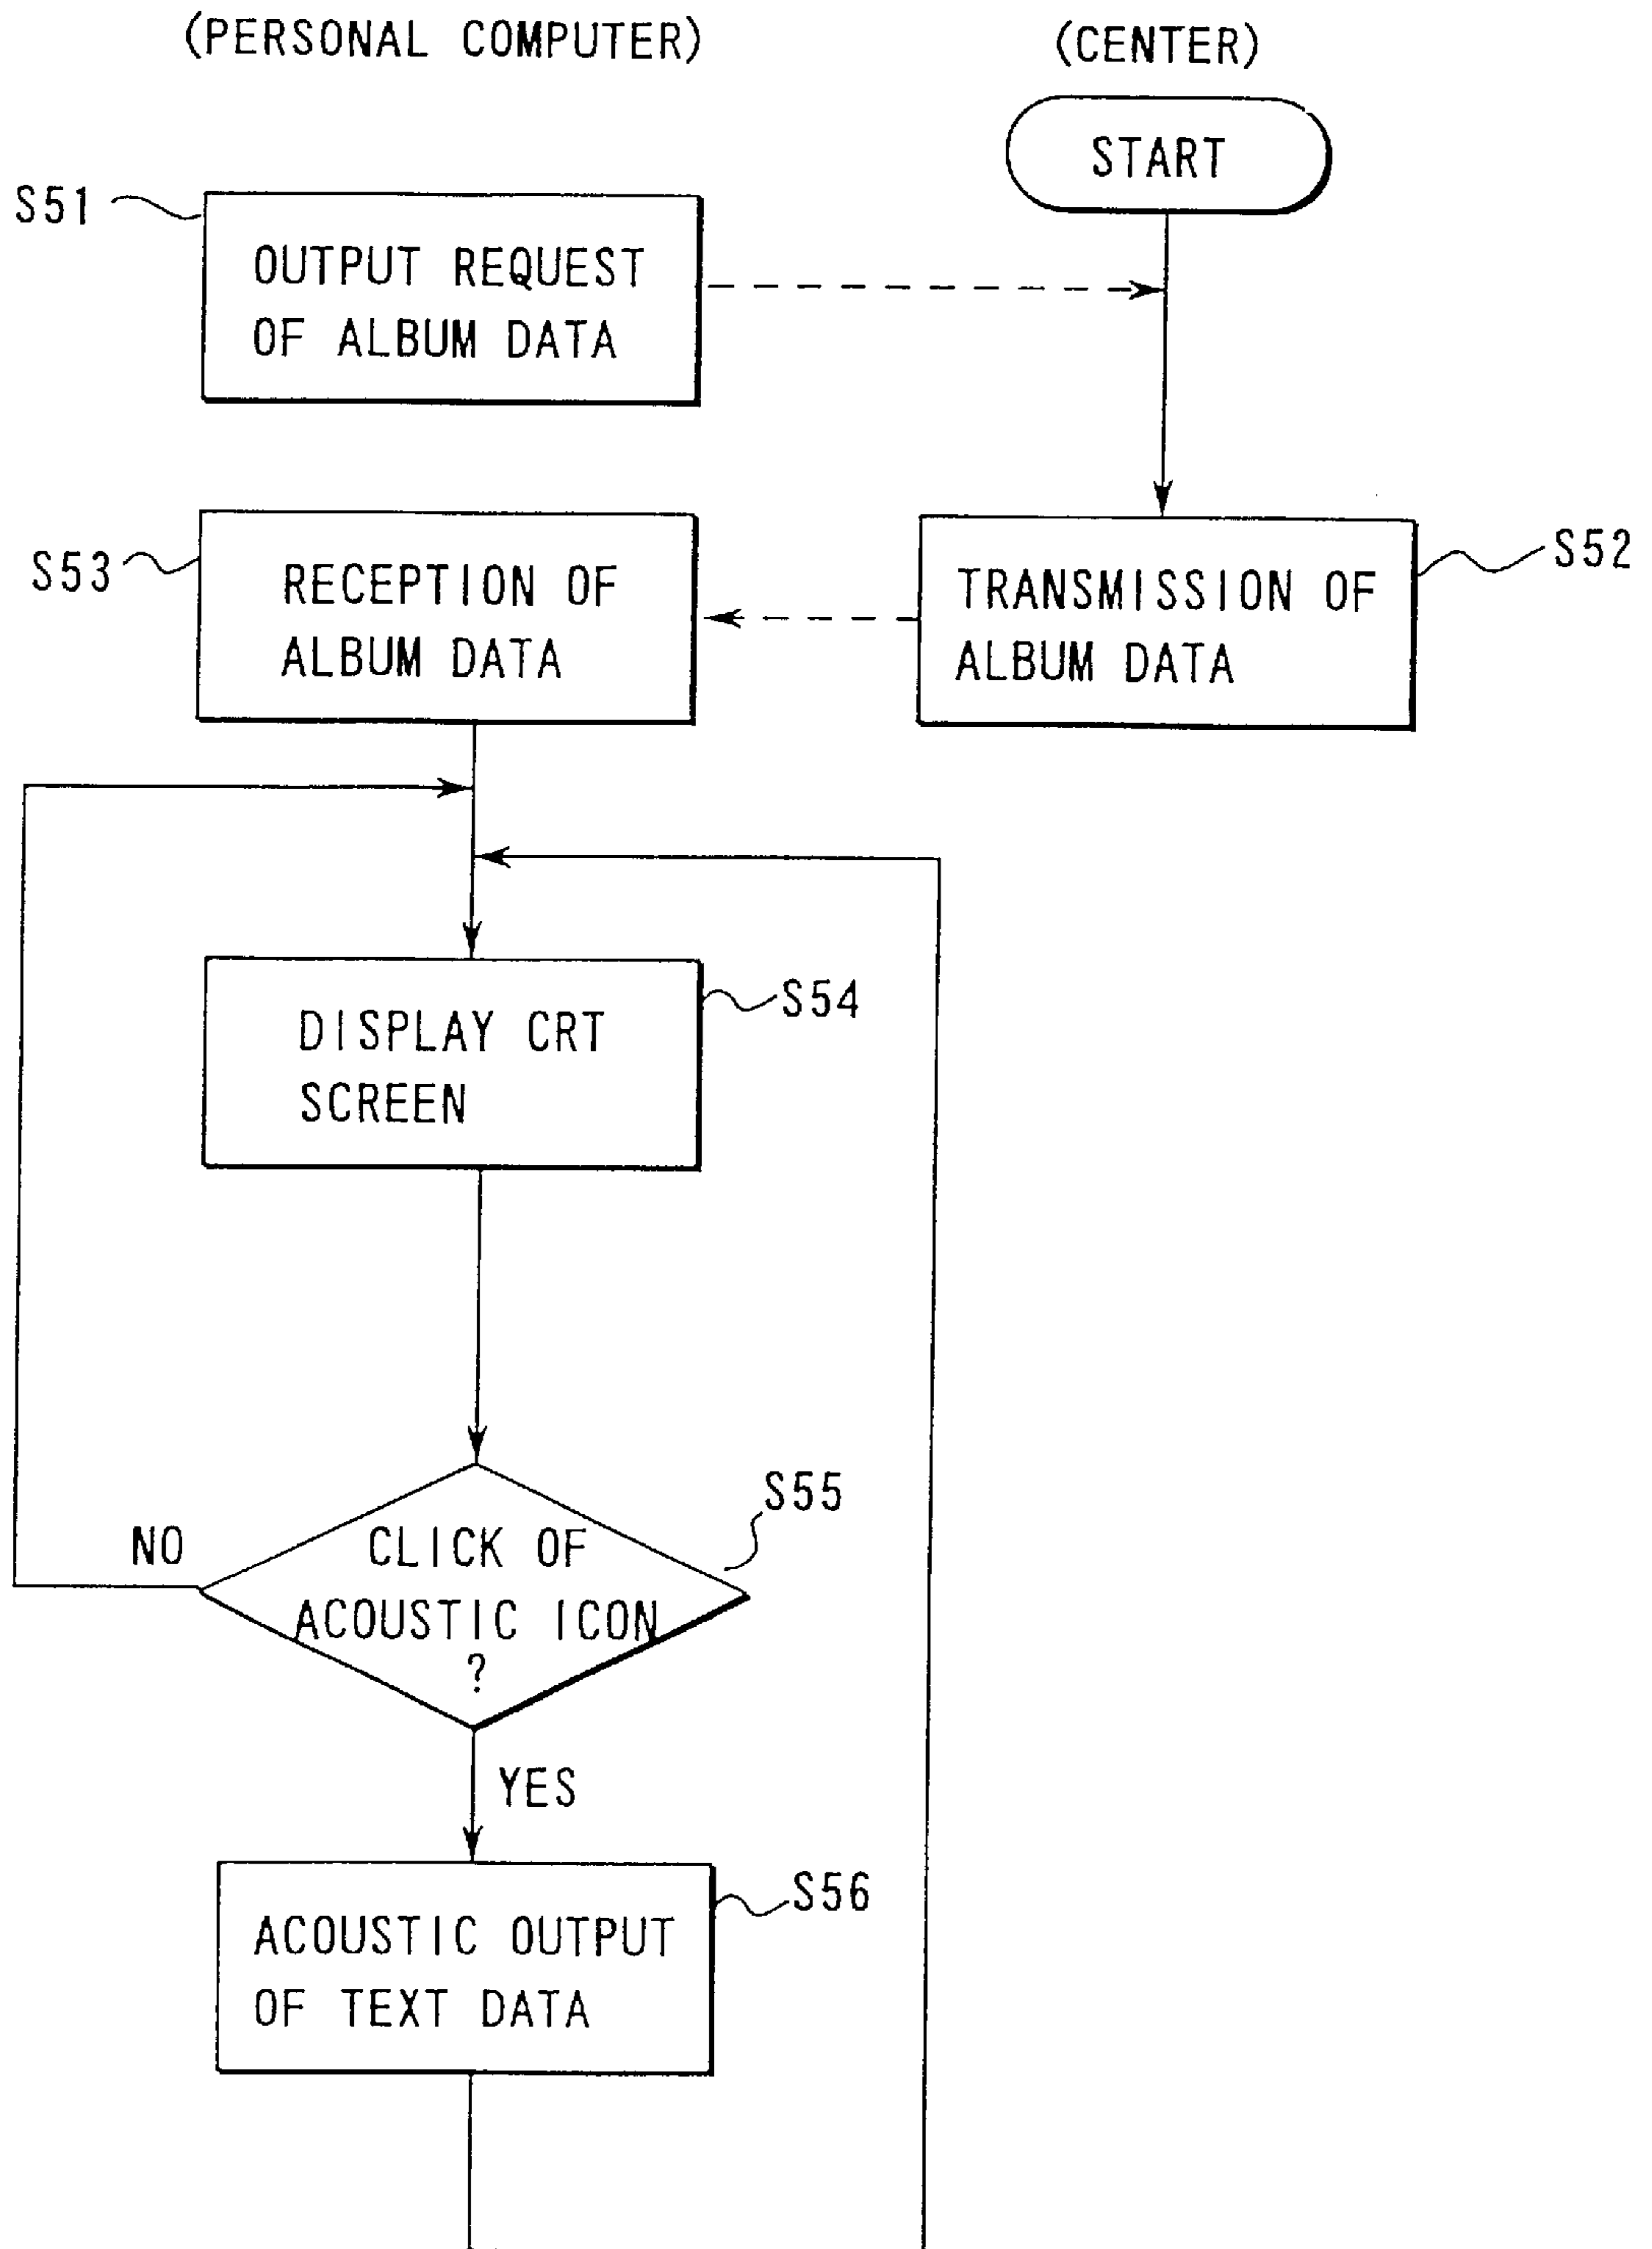 (PERSONAL COMPUTER)
(CENTER)
START
S51
OUTPUT REQUEST
OF ALBUM DATA
S53
RECEPTION OF
ALBUM DATA
S52
TRANSMISSION OF
ALBUM DATA
S54
DISPLAY CRT
SCREEN
S55
NO
CLICK OF
ACOUSTIC ICON
?
YES
S56
ACOUSTIC OUTPUT
OF TEXT DATA